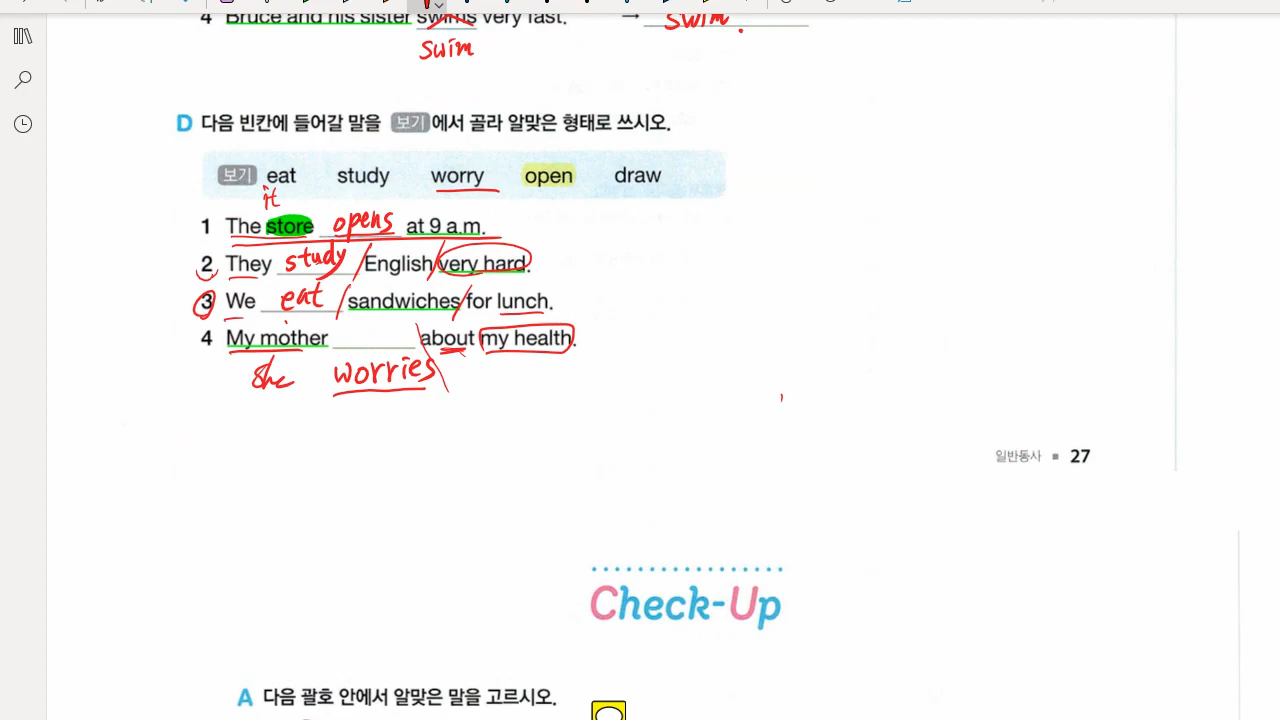 4 Bruce and his sister swims very fast. → swim.
swim
D 다음 빈칸에 들어갈 말을 보기 에서 골라 알맞은 형태로 쓰시오.
보기 eat study worry open draw
it
1 The store opens at 9 a.m.
2 They study English very hard.
3 We eat sandwiches for lunch.
4 My mother ________ about my health.
she worries
일반동사 ■ 27
Check-Up
A 다음 괄호 안에서 알맞은 말을 고르시오.